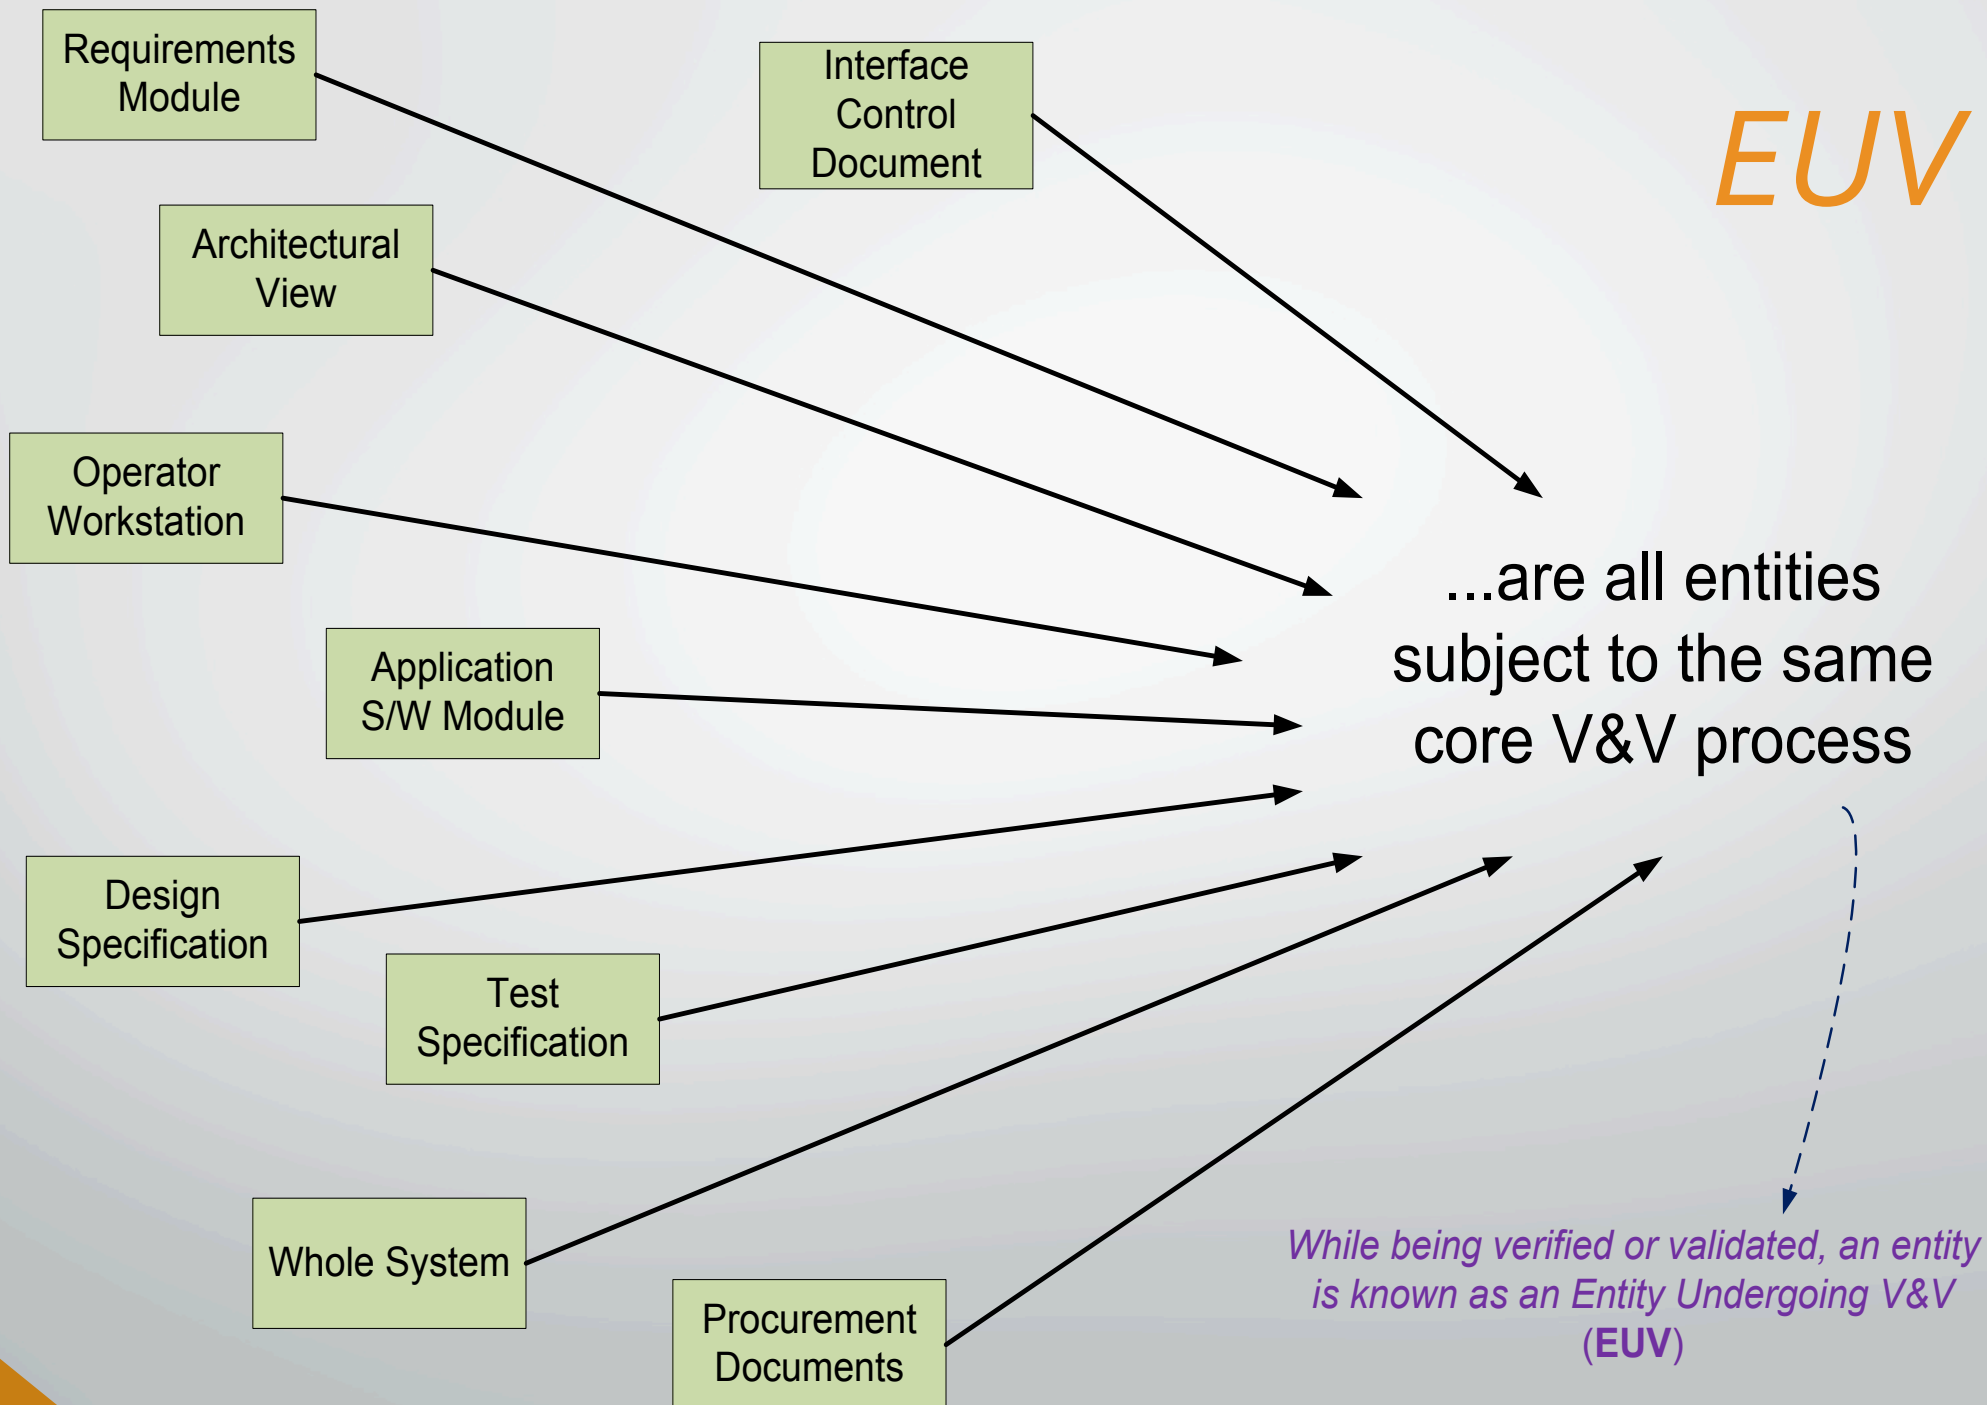 Requirements
Module
Interface
Control
Document
EUV
Architectural
View
Operator
Workstation
Application
S/W Module
...are all entities
subject to the same
core V&V process
Design
Specification
Test
Specification
Whole System
Procurement
Documents
While being verified or validated, an entity
is known as an Entity Undergoing V&V
(EUV)